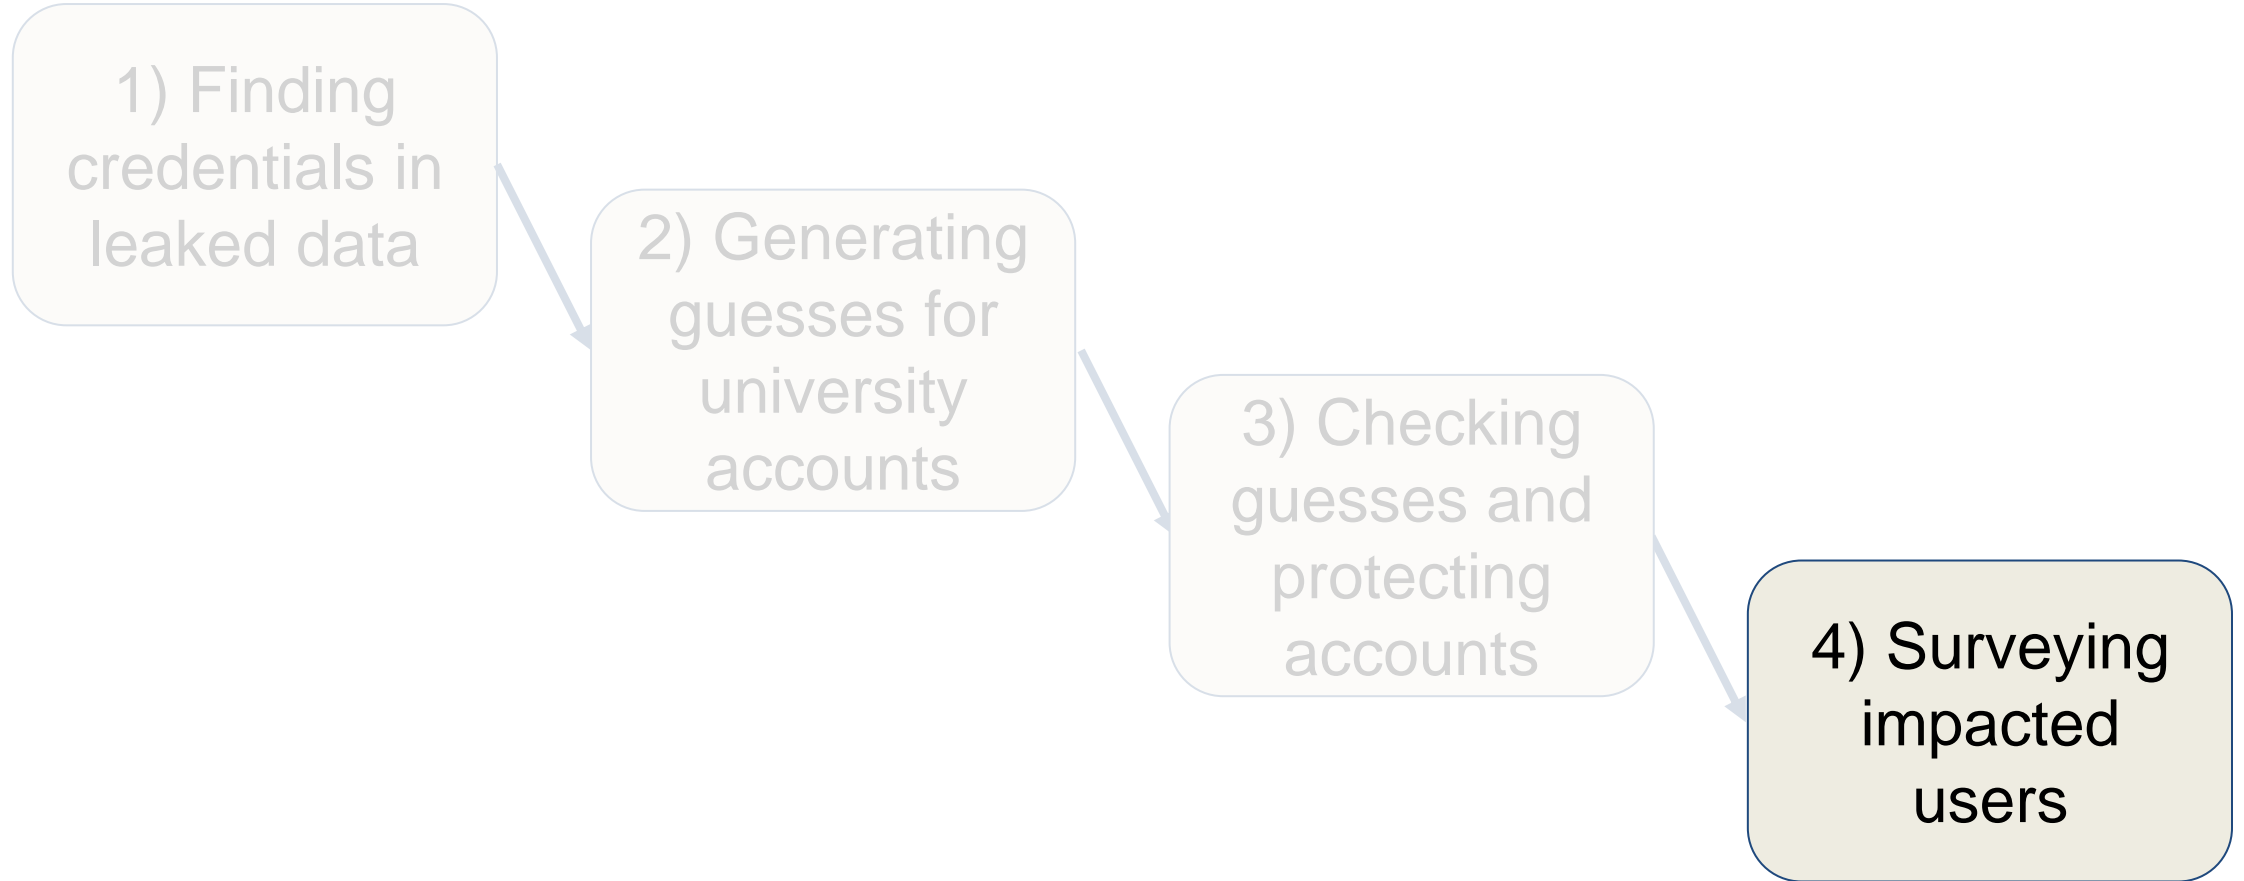 1) Finding
credentials in
leaked data
2) Generating
guesses for
university
accounts
3) Checking
guesses and
protecting
accounts
4) Surveying
impacted
users